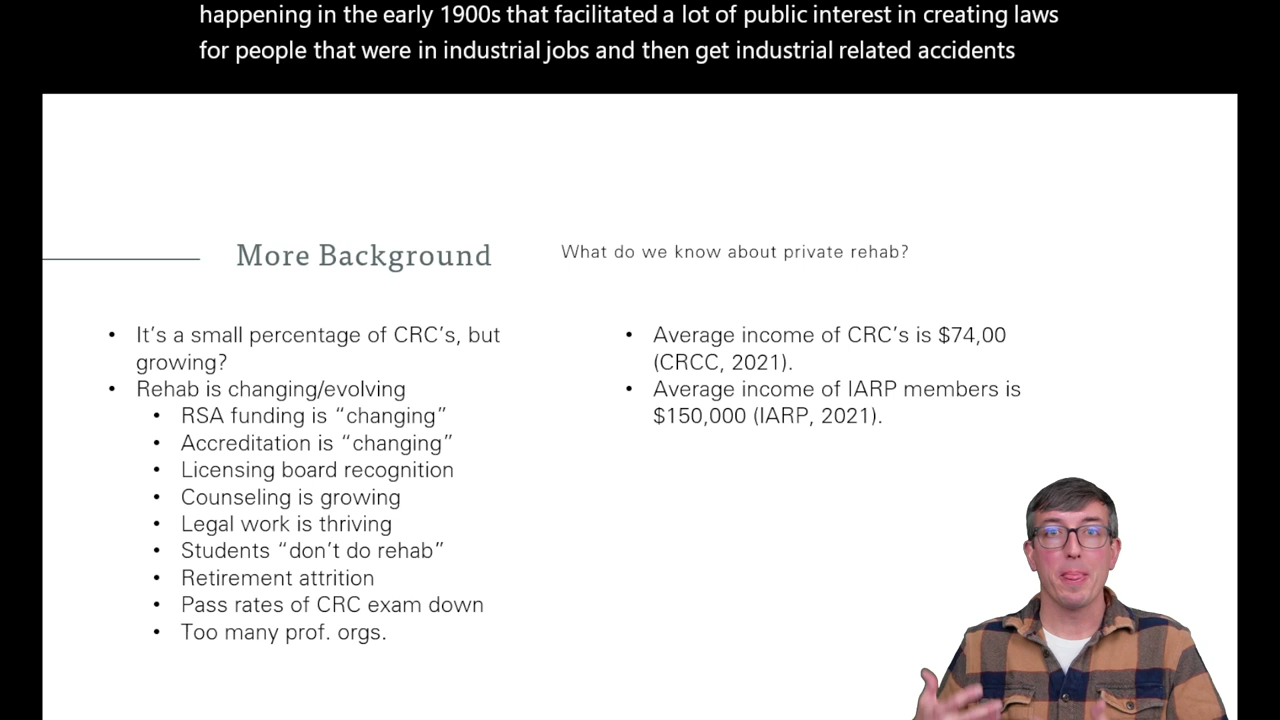 happening in the early 1900s that facilitated a lot of public interest in creating laws
for people that were in industrial jobs and then get industrial related accidents
More Background
What do we know about private rehab?
• It's a small percentage of CRC's, but
growing?
• Rehab is changing/evolving
• RSA funding is “changing”
• Accreditation is “changing”
• Licensing board recognition
• Counseling is growing
• Legal work is thriving
• Students “don't do rehab”
• Retirement attrition
• Pass rates of CRC exam down
• Too many prof. orgs.
• Average income of CRC's is $74,00
(CRCC, 2021).
• Average income of IARP members is
$150,000 (IARP, 2021).